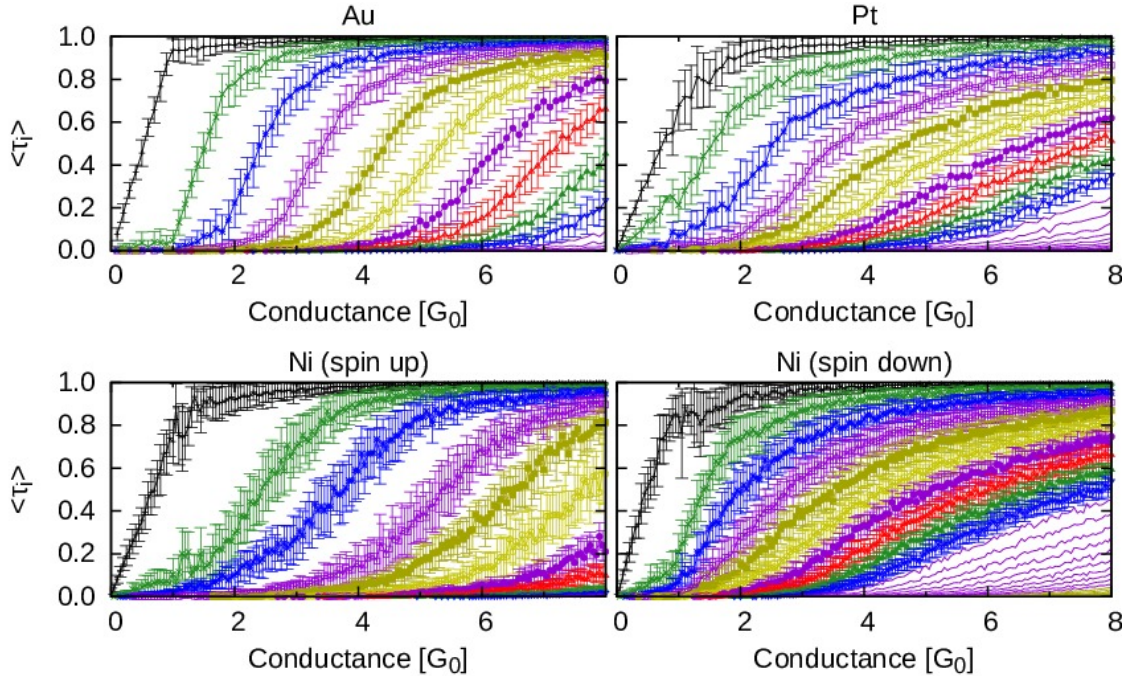 Au
Pt
1.0
0.8
0.6
0.4
0.2
0.0
<τᵢ>
0 2 4 6
0 2 4 6 8
Conductance [G₀]
Conductance [G₀]
Ni (spin up)
Ni (spin down)
1.0
0.8
0.6
0.4
0.2
0.0
<τᵢ>
0 2 4 6
0 2 4 6 8
Conductance [G₀]
Conductance [G₀]